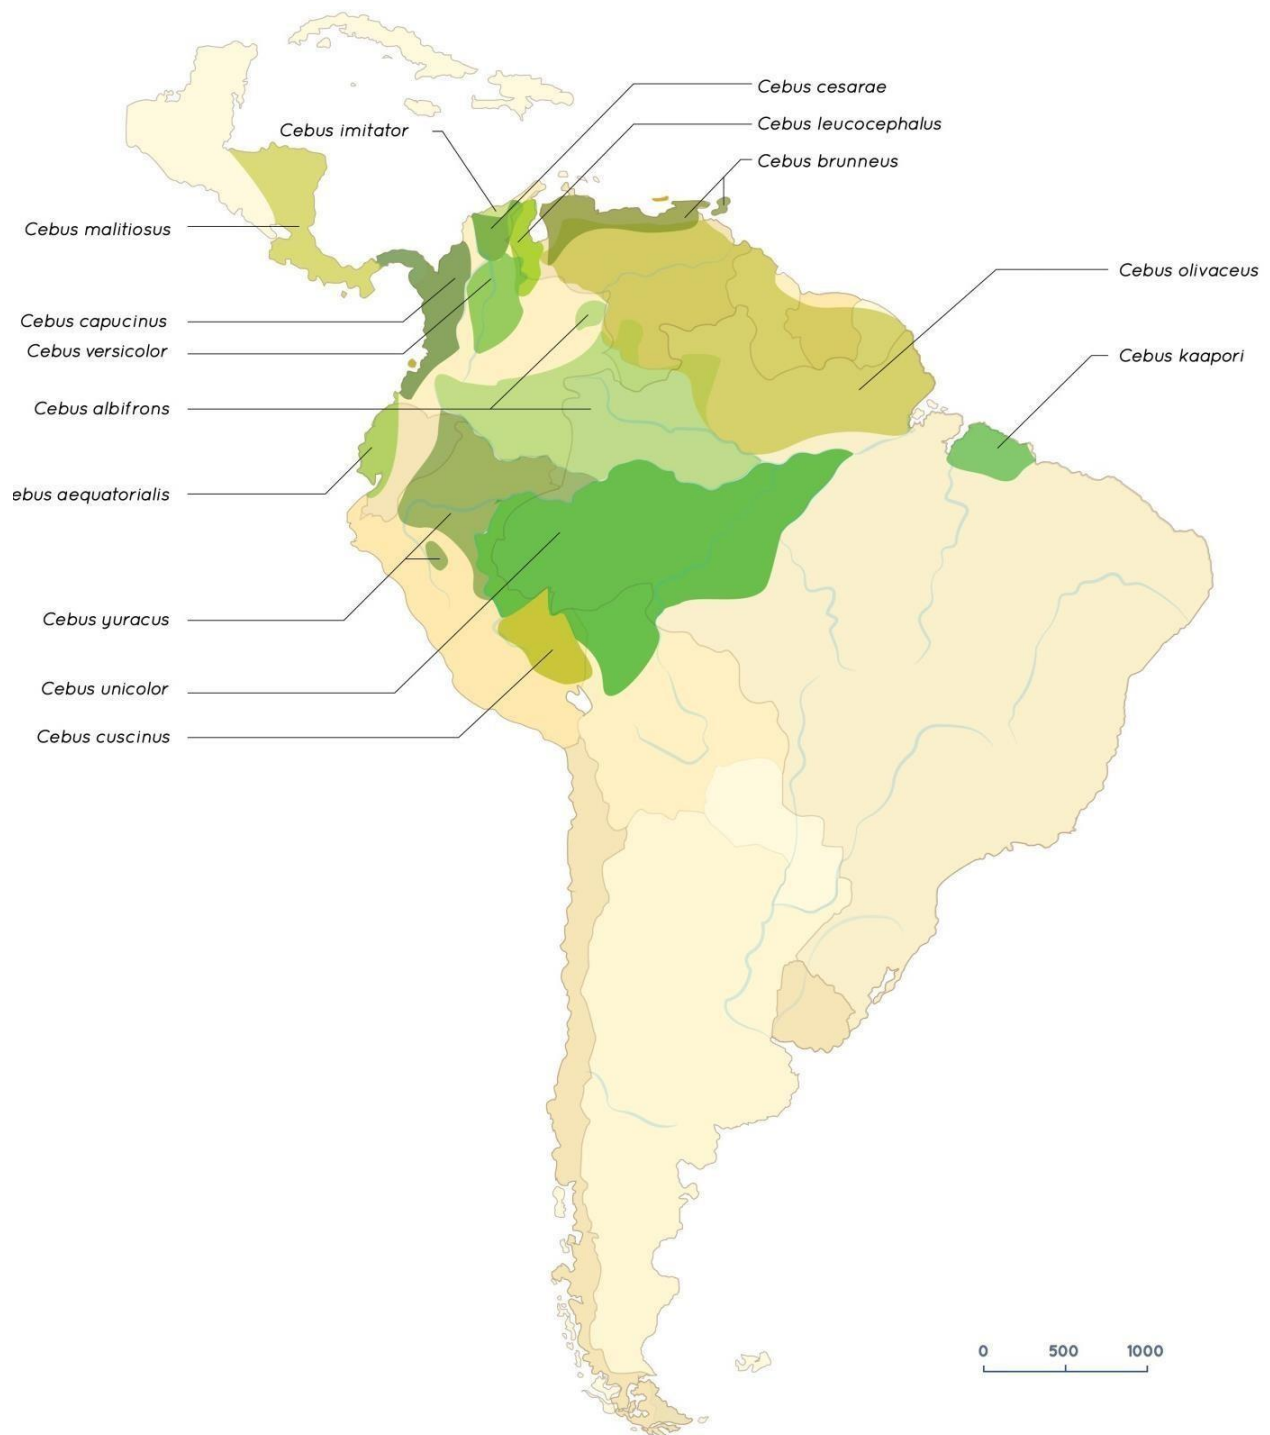 Cebus cesarae
Cebus leucocephalus
Cebus imitator
Cebus brunneus
Cebus malitiosus
Cebus olivaceus
Cebus capucinus
Cebus versicolor
Cebus kaapori
Cebus albifrons
ebus aequatorialis
Cebus yuracus
Cebus unicolor
Cebus cuscinus
0 500 1000